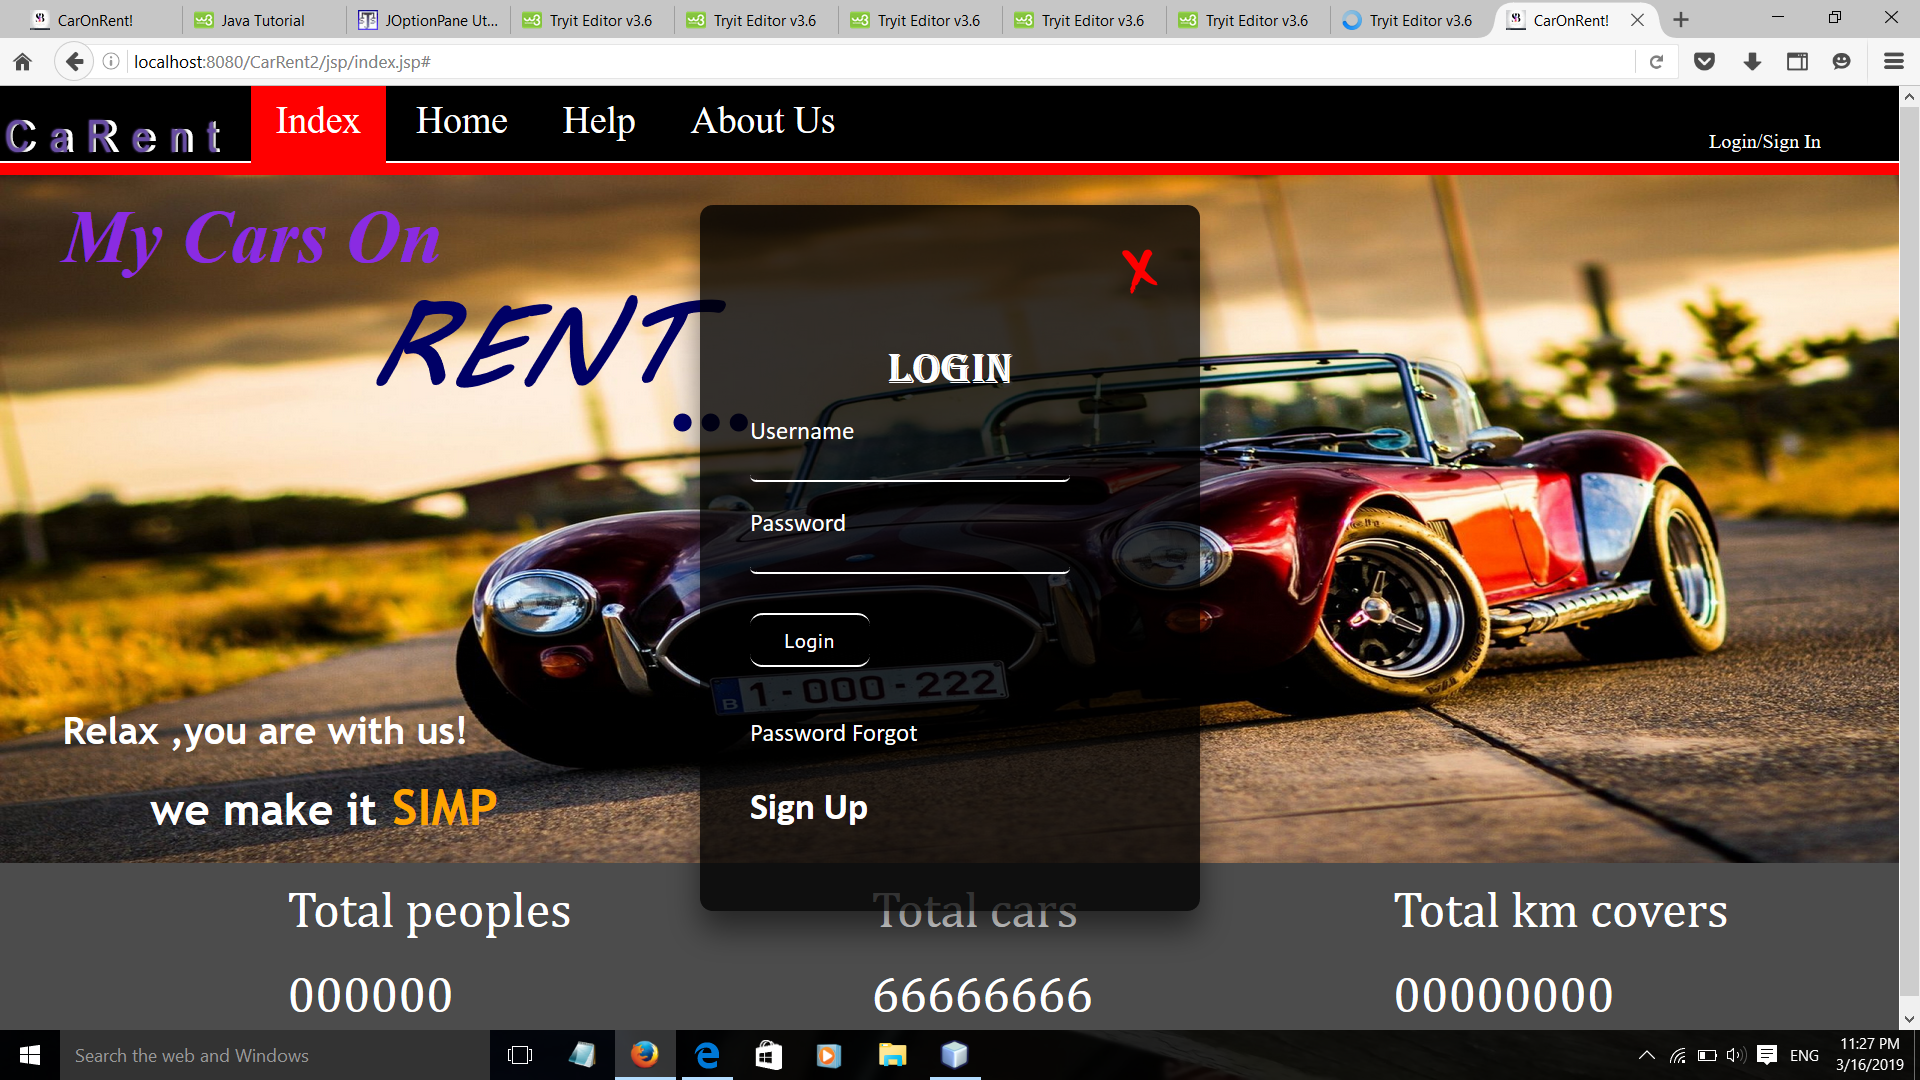 CarOnRent!
Java Tutorial
JOptionPane Ut...
Tryit Editor v3.6
Tryit Editor v3.6
Tryit Editor v3.6
Tryit Editor v3.6
Tryit Editor v3.6
Tryit Editor v3.6
CarOnRent!
localhost:8080/CarRent2/jsp/index.jsp#
CaRent
Index
Home
Help
About Us
Login/Sign In
My Cars On
RENT
...
X
LOGIN
Username
Password
Login
1-000-222
B
Password Forgot
Sign Up
Relax ,you are with us!
we make it SIMP
Total peoples
Total cars
Total km covers
000000
66666666
00000000
Search the web and Windows
ENG
11:27 PM
3/16/2019